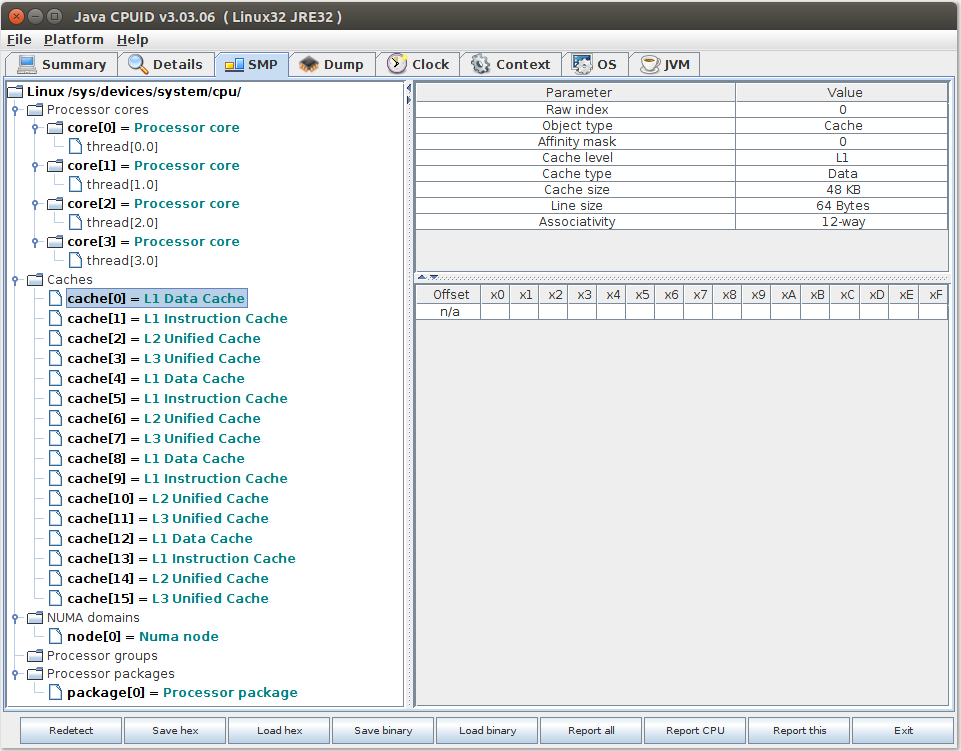 Java CPUID v3.03.06 ( Linux32 JRE32 )
File Platform Help
Summary Details SMP Dump Clock Context OS JVM
Linux /sys/devices/system/cpu/
Processor cores
core[0] = Processor core
thread[0.0]
core[1] = Processor core
thread[1.0]
core[2] = Processor core
thread[2.0]
core[3] = Processor core
thread[3.0]
Caches
cache[0] = L1 Data Cache
cache[1] = L1 Instruction Cache
cache[2] = L2 Unified Cache
cache[3] = L3 Unified Cache
cache[4] = L1 Data Cache
cache[5] = L1 Instruction Cache
cache[6] = L2 Unified Cache
cache[7] = L3 Unified Cache
cache[8] = L1 Data Cache
cache[9] = L1 Instruction Cache
cache[10] = L2 Unified Cache
cache[11] = L3 Unified Cache
cache[12] = L1 Data Cache
cache[13] = L1 Instruction Cache
cache[14] = L2 Unified Cache
cache[15] = L3 Unified Cache
NUMA domains
node[0] = Numa node
Processor groups
Processor packages
package[0] = Processor package
Parameter Value
Raw index 0
Object type Cache
Affinity mask 0
Cache level L1
Cache type Data
Cache size 48 KB
Line size 64 Bytes
Associativity 12-way
Offset x0 x1 x2 x3 x4 x5 x6 x7 x8 x9 xA xB xC xD xE xF
n/a
Redetect Save hex Load hex Save binary Load binary Report all Report CPU Report this Exit